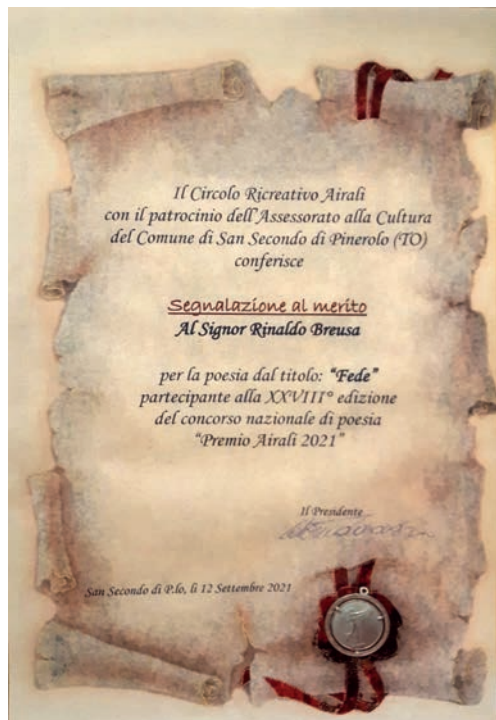 Il Circolo Ricreativo Airali
con il patrocinio dell'Assessorato alla Cultura
del Comune di San Secondo di Pinerolo (TO)
conferisce
Segnalazione al merito
Al Signor Rinaldo Breusa
per la poesia dal titolo: "Fede"
partecipante alla XXVIII° edizione
del concorso nazionale di poesia
"Premio Airali 2021"
Il Presidente
San Secondo di P.lo, lì 12 Settembre 2021